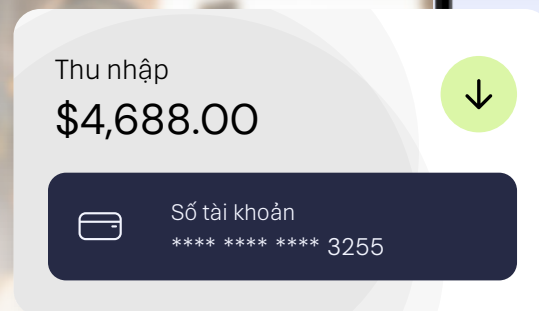 Thu nhập
$4,688.00
Số tài khoản
**** **** **** 3255